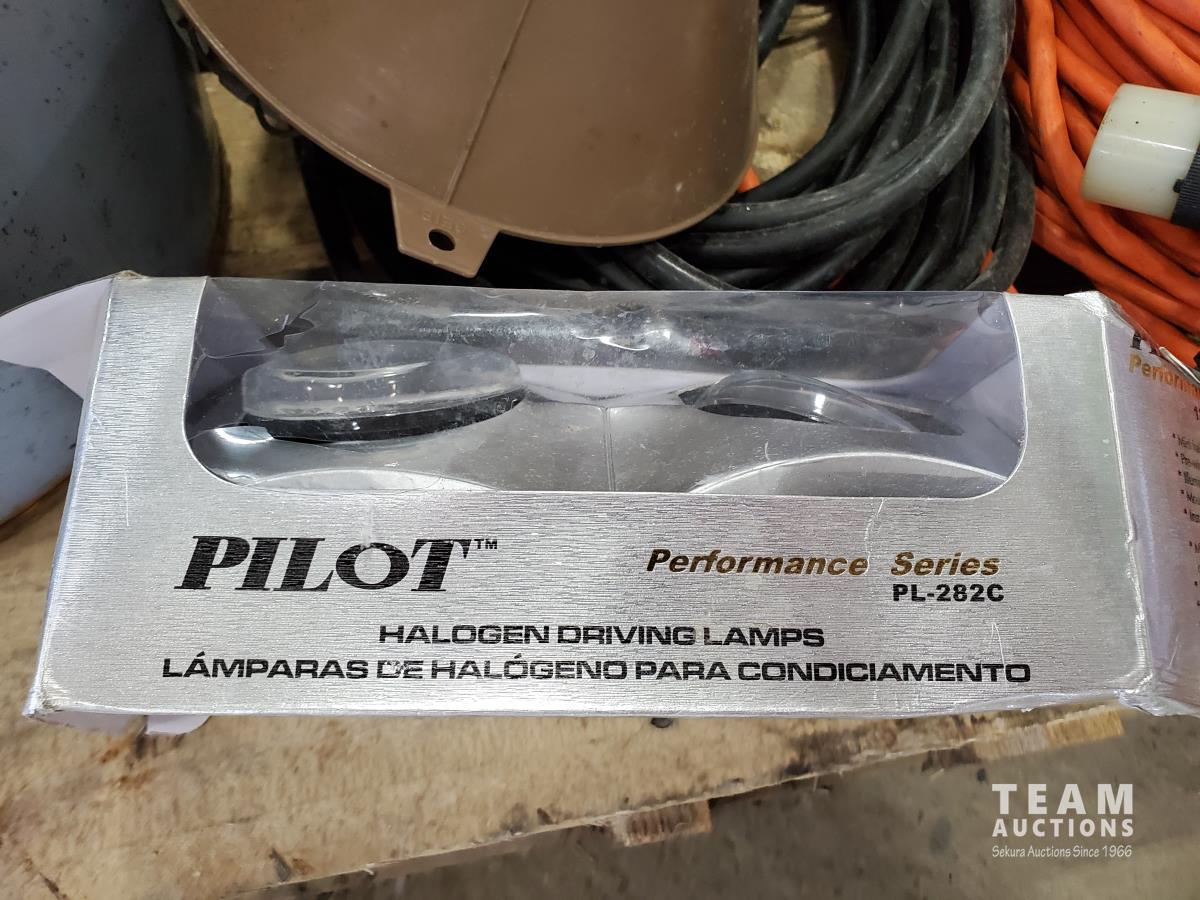 PILOT™
Performance Series
PL-282C
HALOGEN DRIVING LAMPS
LÁMPARAS DE HALÓGENO PARA CONDICIAMENTO
TEAM
AUCTIONS
Sekura Auctions Since 1966